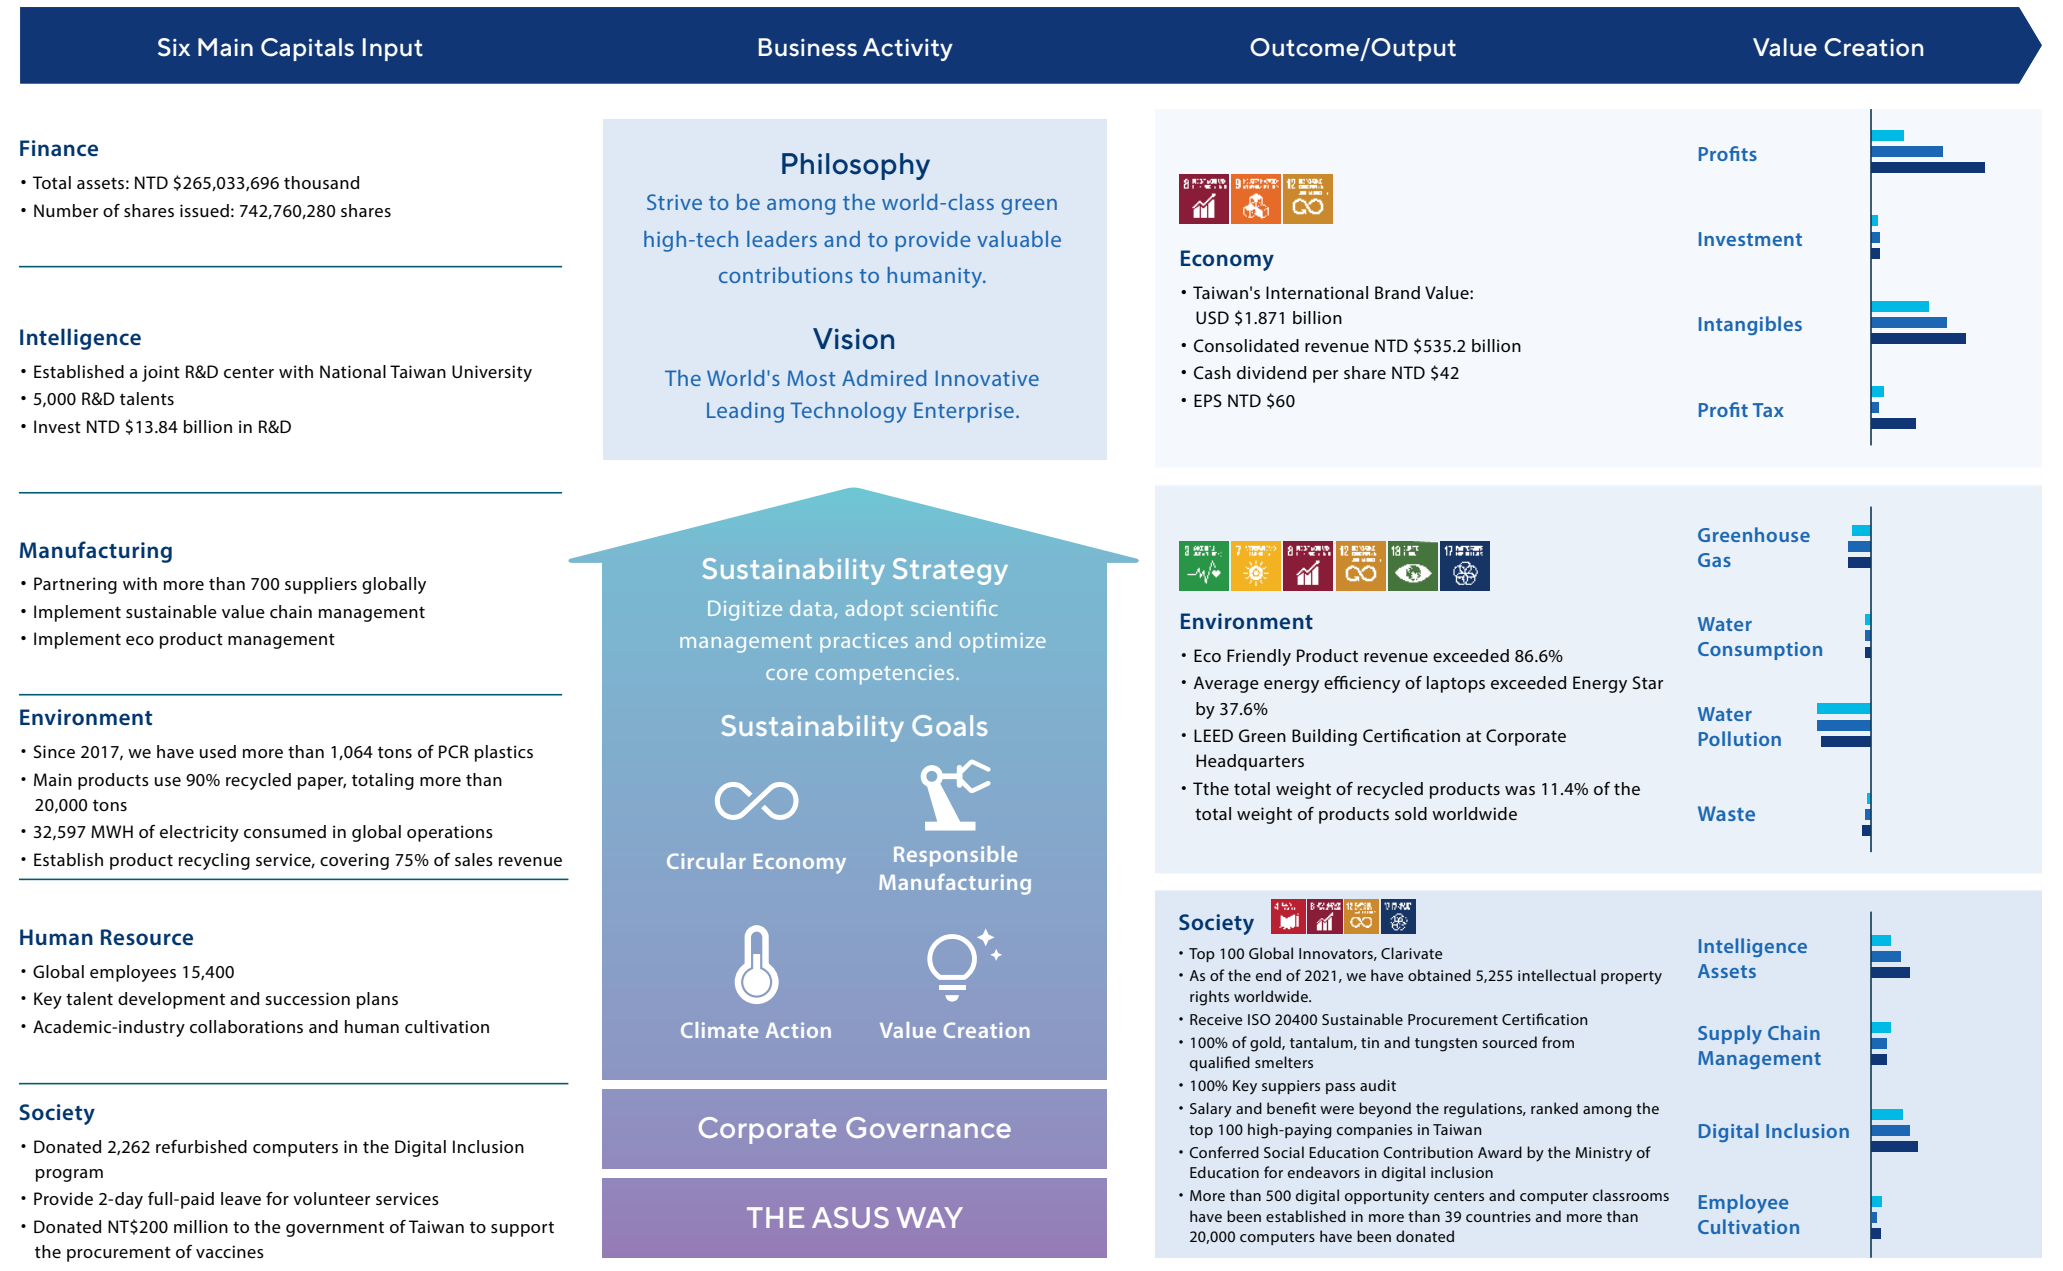 Six Main Capitals Input
Business Activity
Outcome/Output
Value Creation
Finance
• Total assets: NTD $265,033,696 thousand
• Number of shares issued: 742,760,280 shares
Intelligence
• Established a joint R&D center with National Taiwan University
• 5,000 R&D talents
• Invest NTD $13.84 billion in R&D
Manufacturing
• Partnering with more than 700 suppliers globally
• Implement sustainable value chain management
• Implement eco product management
Environment
• Since 2017, we have used more than 1,064 tons of PCR plastics
• Main products use 90% recycled paper, totaling more than
20,000 tons
• 32,597 MWH of electricity consumed in global operations
• Establish product recycling service, covering 75% of sales revenue
Human Resource
• Global employees 15,400
• Key talent development and succession plans
• Academic-industry collaborations and human cultivation
Society
• Donated 2,262 refurbished computers in the Digital Inclusion
program
• Provide 2-day full-paid leave for volunteer services
• Donated NT$200 million to the government of Taiwan to support
the procurement of vaccines
Philosophy
Strive to be among the world-class green
high-tech leaders and to provide valuable
contributions to humanity.
Vision
The World's Most Admired Innovative
Leading Technology Enterprise.
Sustainability Strategy
Digitize data, adopt scientific
management practices and optimize
core competencies.
Sustainability Goals
Circular Economy
Responsible
Manufacturing
Climate Action
Value Creation
Corporate Governance
THE ASUS WAY
8
9
12
Economy
• Taiwan's International Brand Value:
USD $1.871 billion
• Consolidated revenue NTD $535.2 billion
• Cash dividend per share NTD $42
• EPS NTD $60
Profits
Investment
Intangibles
Profit Tax
3
7
8
12
13
17
Environment
• Eco Friendly Product revenue exceeded 86.6%
• Average energy efficiency of laptops exceeded Energy Star
by 37.6%
• LEED Green Building Certification at Corporate
Headquarters
• Tthe total weight of recycled products was 11.4% of the
total weight of products sold worldwide
Greenhouse
Gas
Water
Consumption
Water
Pollution
Waste
Society
4
8
12
17
• Top 100 Global Innovators, Clarivate
• As of the end of 2021, we have obtained 5,255 intellectual property
rights worldwide.
• Receive ISO 20400 Sustainable Procurement Certification
• 100% of gold, tantalum, tin and tungsten sourced from
qualified smelters
• 100% Key suppiers pass audit
• Salary and benefit were beyond the regulations, ranked among the
top 100 high-paying companies in Taiwan
• Conferred Social Education Contribution Award by the Ministry of
Education for endeavors in digital inclusion
• More than 500 digital opportunity centers and computer classrooms
have been established in more than 39 countries and more than
20,000 computers have been donated
Intelligence
Assets
Supply Chain
Management
Digital Inclusion
Employee
Cultivation